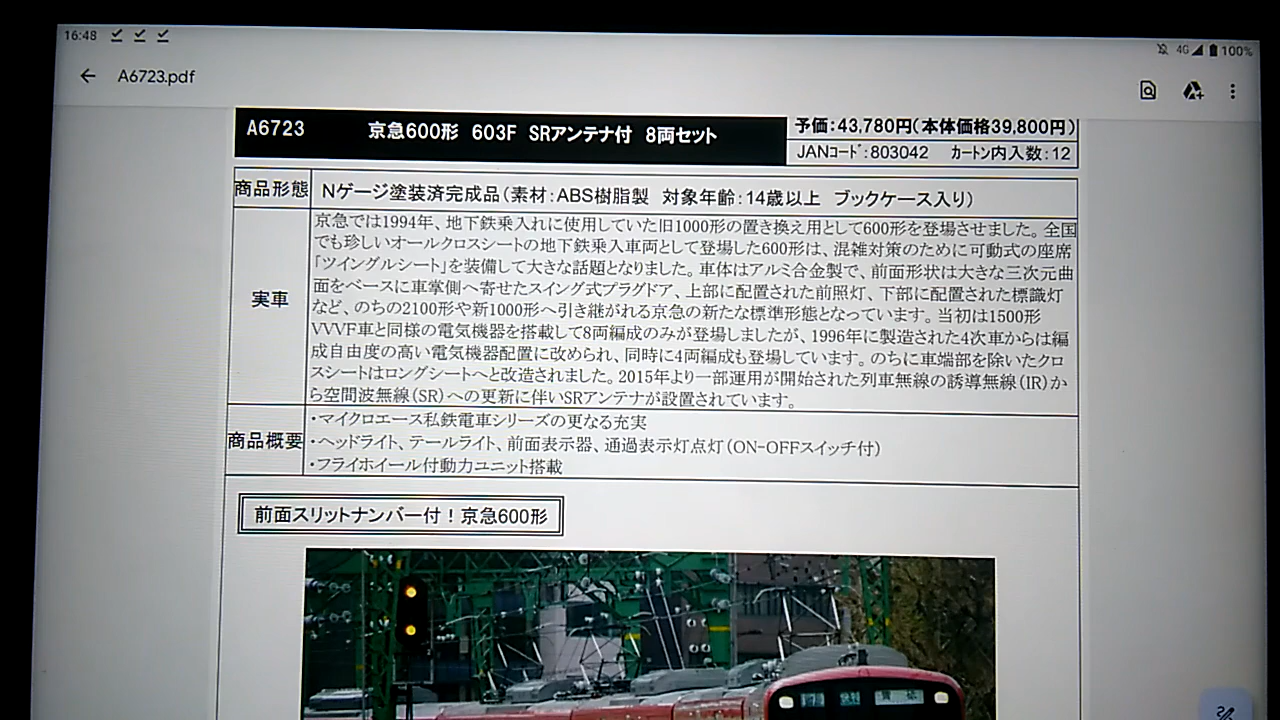 16:48
4G 100%
A6723.pdf
A6723 京急600形 603F SRアンテナ付 8両セット
予価:43,780円(本体価格39,800円)
JANコード:803042 カートン内入数:12
商品形態
Nゲージ塗装済完成品(素材:ABS樹脂製 対象年齢:14歳以上 ブックケース入り)
実車
京急では1994年、地下鉄乗入れに使用していた旧1000形の置き換え用として600形を登場させました。全国
でも珍しいオールクロスシートの地下鉄乗入車両として登場した600形は、混雑対策のために可動式の座席
「ツイングルシート」を装備して大きな話題となりました。車体はアルミ合金製で、前面形状は大きな三次元曲
面をベースに車掌側へ寄せたスイング式プラグドア、上部に配置された前照灯、下部に配置された標識灯
など、のちの2100形や新1000形へ引き継がれる京急の新たな標準形態となっています。当初は1500形
VVVF車と同様の電気機器を搭載して8両編成のみが登場しましたが、1996年に製造された4次車からは編
成自由度の高い電気機器配置に改められ、同時に4両編成も登場しています。のちに車端部を除いたクロ
スシートはロングシートへと改造されました。2015年より一部運用が開始された列車無線の誘導無線(IR)か
ら空間波無線(SR)への更新に伴いSRアンテナが設置されています。
商品概要
・マイクロエース私鉄電車シリーズの更なる充実
・ヘッドライト、テールライト、前面表示器、通過表示灯点灯(ON-OFFスイッチ付)
・フライホイール付動力ユニット搭載
前面スリットナンバー付!京急600形